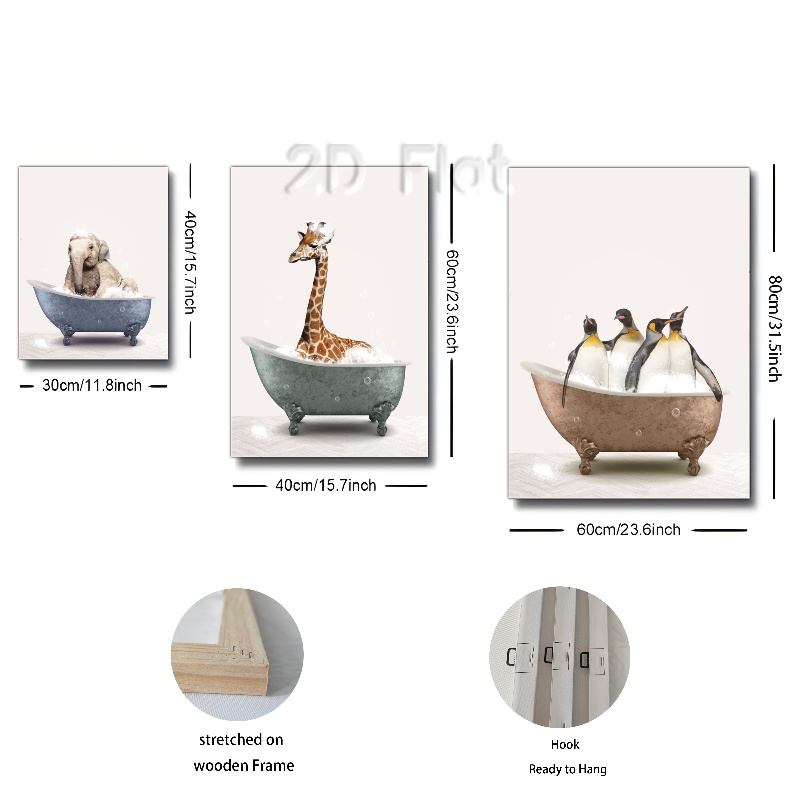 2D Flat
40cm/15.7inch
60cm/23.6inch
80cm/31.5inch
30cm/11.8inch
40cm/15.7inch
60cm/23.6inch
stretched on
wooden Frame
Hook
Ready to Hang